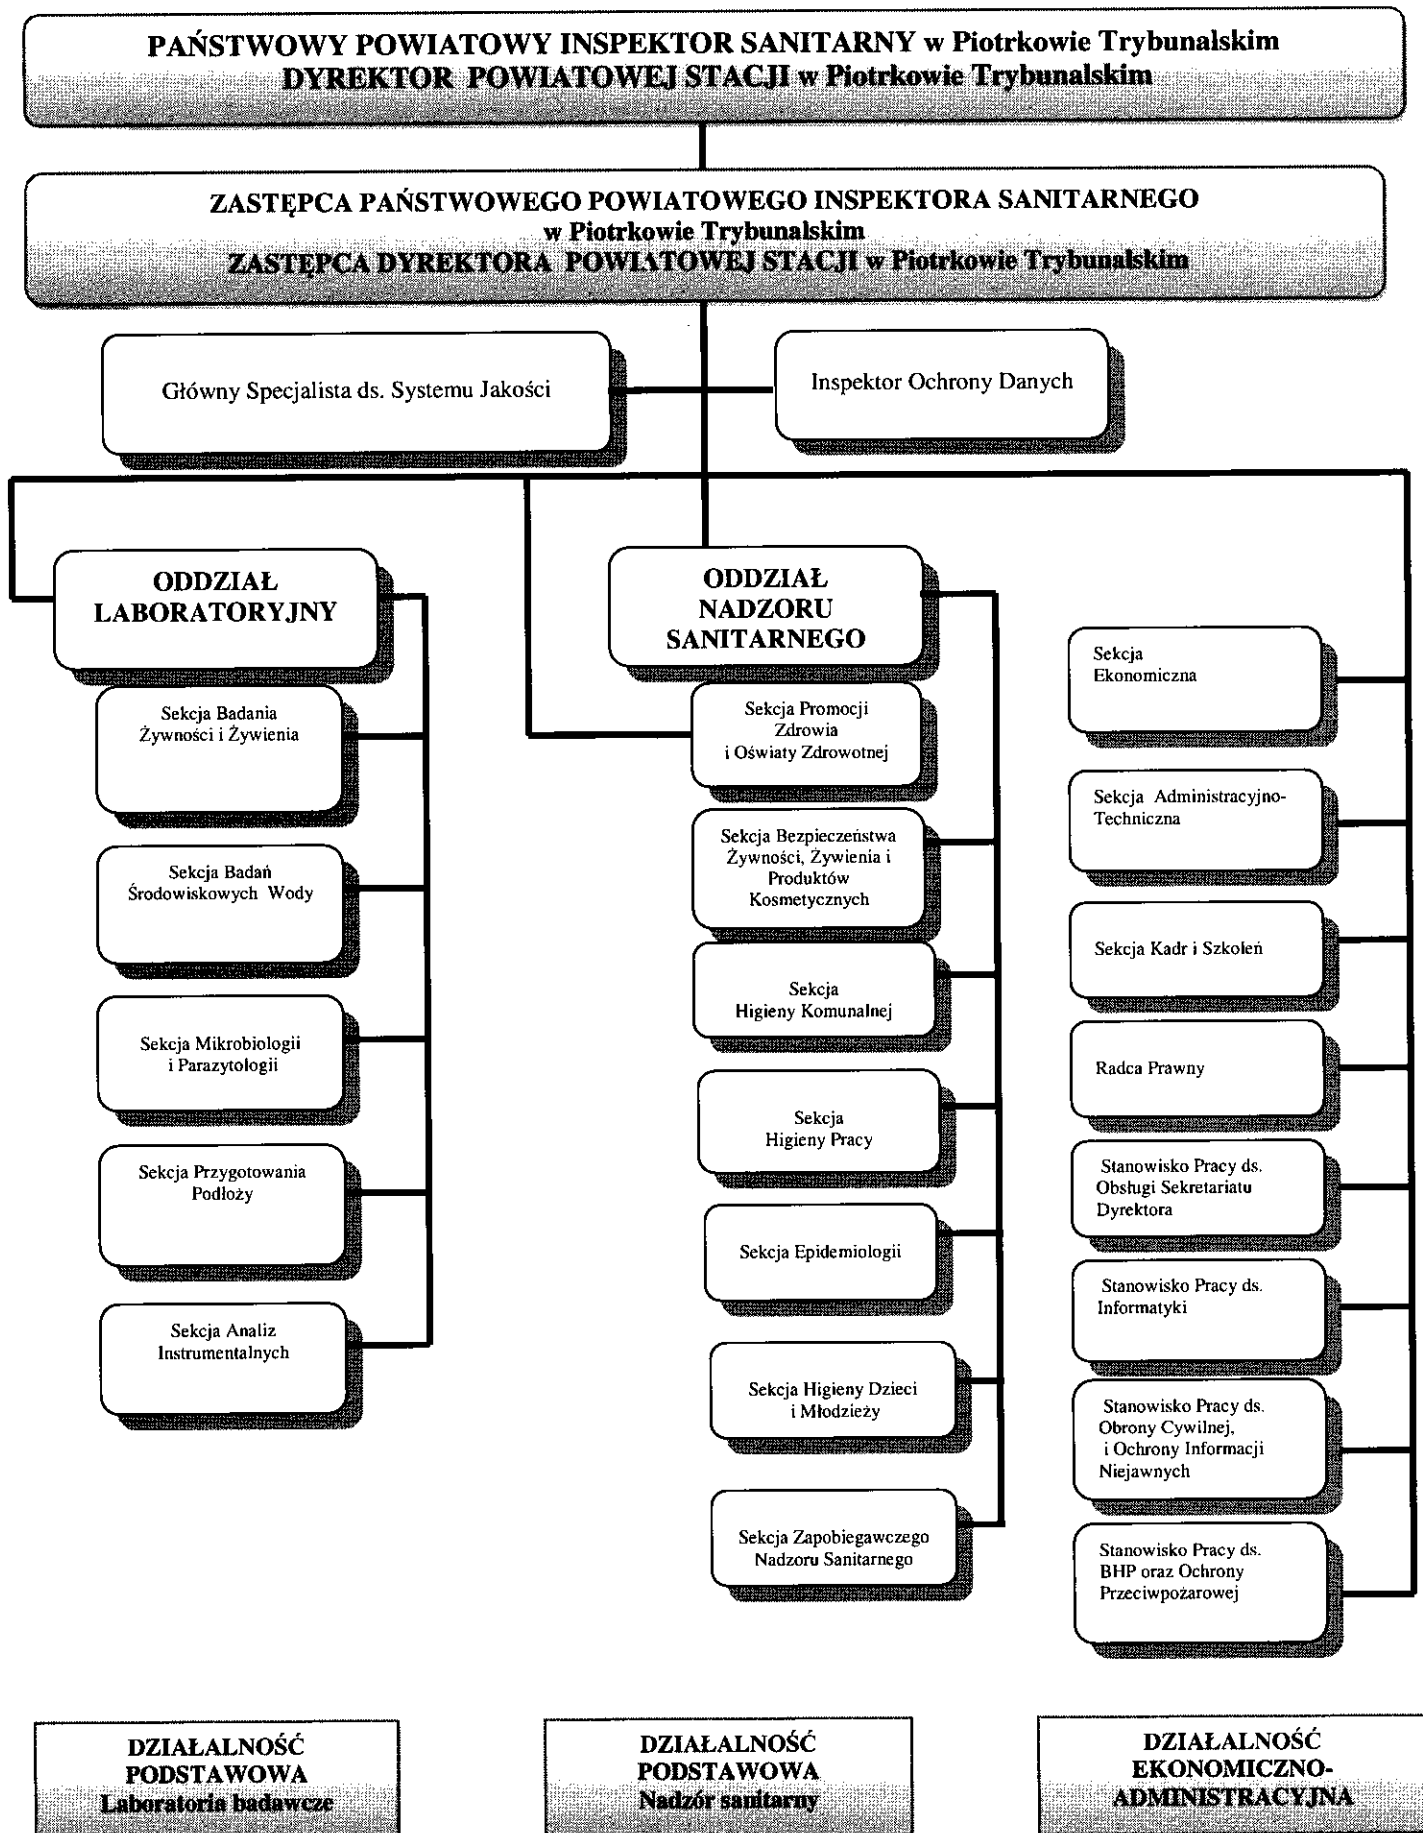 PAŃSTWOWY POWIATOWY INSPEKTOR SANITARNY w Piotrkowie Trybunalskim
DYREKTOR POWIATOWEJ STACJI w Piotrkowie Trybunalskim
ZASTĘPCA PAŃSTWOWEGO POWIATOWEGO INSPEKTORA SANITARNEGO
w Piotrkowie Trybunalskim
ZASTĘPCA DYREKTORA POWIATOWEJ STACJI w Piotrkowie Trybunalskim
Główny Specjalista ds. Systemu Jakości
Inspektor Ochrony Danych
ODDZIAŁ
LABORATORYJNY
Sekcja Badania
Żywności i Żywienia
Sekcja Badań
Środowiskowych Wody
Sekcja Mikrobiologii
i Parazytologii
Sekcja Przygotowania
Podłoży
Sekcja Analiz
Instrumentalnych
ODDZIAŁ
NADZORU
SANITARNEGO
Sekcja Promocji
Zdrowia
i Oświaty Zdrowotnej
Sekcja Bezpieczeństwa
Żywności, Żywienia i
Produktów
Kosmetycznych
Sekcja
Higieny Komunalnej
Sekcja
Higieny Pracy
Sekcja Epidemiologii
Sekcja Higieny Dzieci
i Młodzieży
Sekcja Zapobiegawczego
Nadzoru Sanitarnego
Sekcja
Ekonomiczna
Sekcja Administracyjno-
Techniczna
Sekcja Kadr i Szkoleń
Radca Prawny
Stanowisko Pracy ds.
Obsługi Sekretariatu
Dyrektora
Stanowisko Pracy ds.
Informatyki
Stanowisko Pracy ds.
Obrony Cywilnej,
i Ochrony Informacji
Niejawnych
Stanowisko Pracy ds.
BHP oraz Ochrony
Przeciwpożarowej
DZIAŁALNOŚĆ
PODSTAWOWA
Laboratoria badawcze
DZIAŁALNOŚĆ
PODSTAWOWA
Nadzór sanitarny
DZIAŁALNOŚĆ
EKONOMICZNO-
ADMINISTRACYJNA